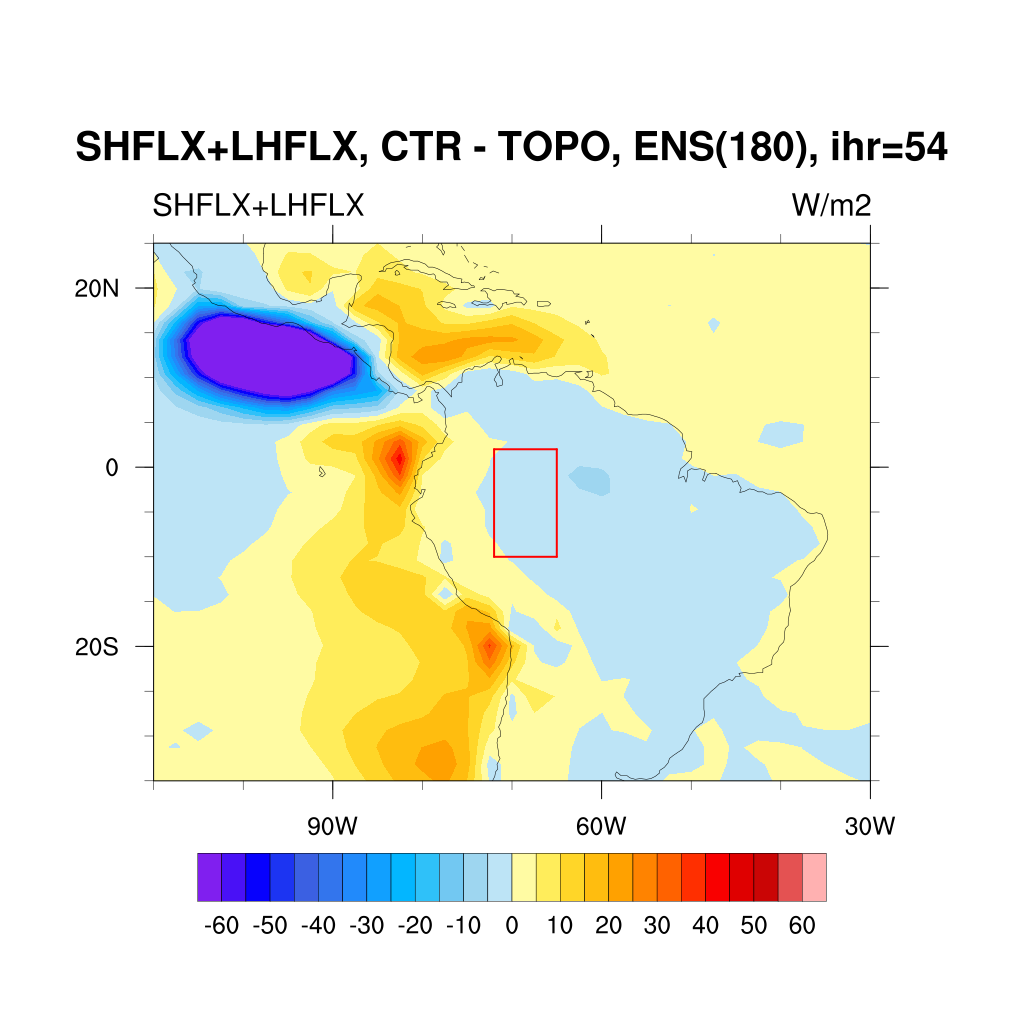 SHFLX+LHFLX, CTR - TOPO, ENS(180), ihr=54
SHFLX+LHFLX W/m2
20N
0
20S
90W 60W 30W
-60 -50 -40 -30 -20 -10 0 10 20 30 40 50 60